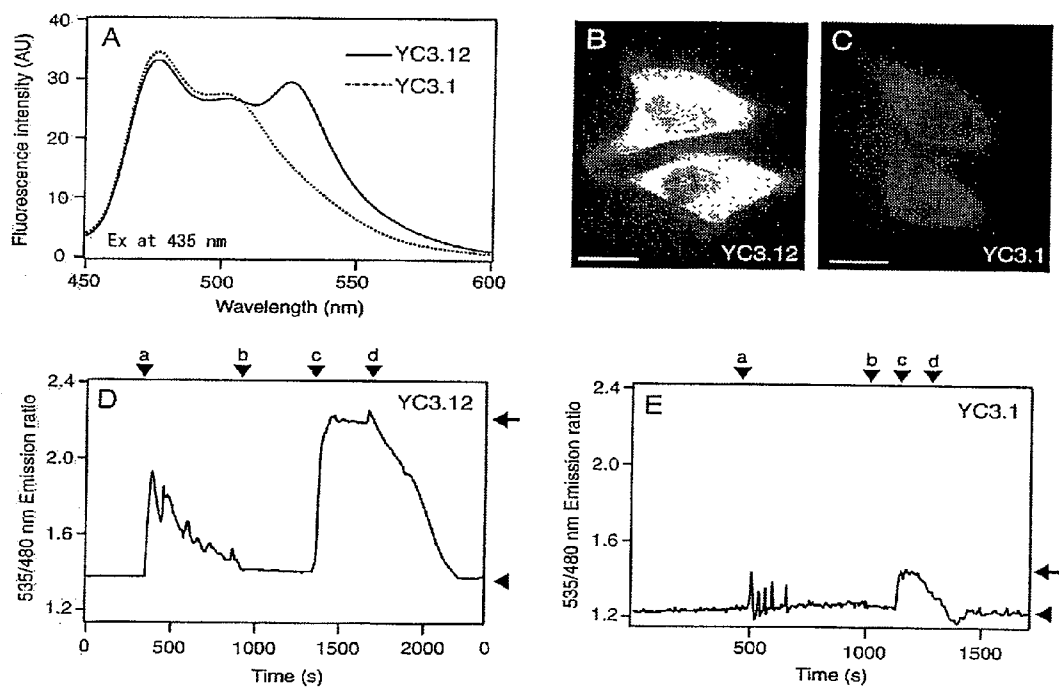 A
YC3.12
YC3.1
Fluorescence intensity (AU)
40
30
20
10
0
Ex at 435 nm
450
500
550
600
Wavelength (nm)
B
YC3.12
C
YC3.1
a
b
c
d
D
YC3.12
535/480 nm Emission ratio
2.4
2.0
1.6
1.2
0
500
1000
1500
2000
0
Time (s)
a
b
c
d
E
YC3.1
535/480 nm Emission ratio
2.4
2.0
1.6
1.2
500
1000
1500
Time (s)